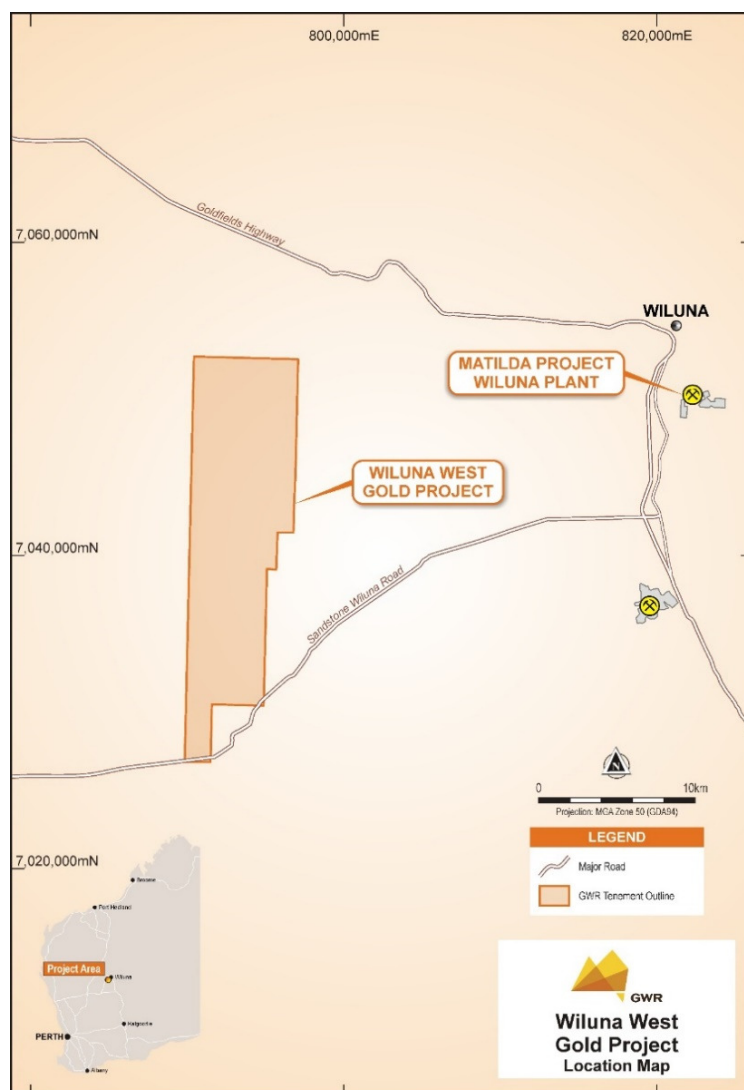 800,000mE
820,000mE
Goldfields Highway
7,060,000mN
WILUNA
MATILDA PROJECT
WILUNA PLANT
WILUNA WEST
GOLD PROJECT
7,040,000mN
Sandstone Wiluna Road
N
0
10km
Projection: MGA Zone 50 (GDA94)
LEGEND
Major Road
GWR Tenement Outline
7,020,000mN
Broome
Port Hedland
Project Area
Wiluna
Kalgoorlie
PERTH
Albany
GWR
Wiluna West
Gold Project
Location Map